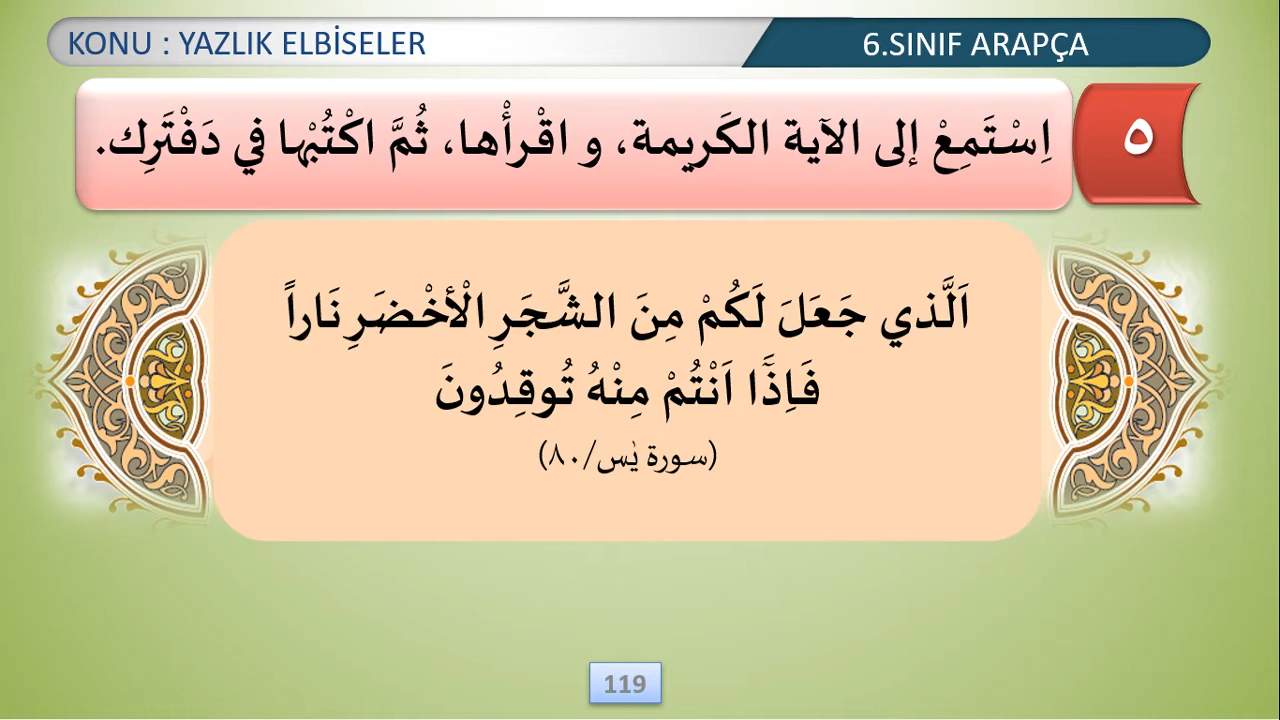 KONU : YAZLIK ELBİSELER
6.SINIF ARAPÇA
٥
اِسْتَمِعْ إلى الآية الكَريمة، و اقْرأْها، ثُمَّ اكْتُبْها في دَفْتَرِك.
اَلَّذي جَعَلَ لَكُمْ مِنَ الشَّجَرِ الْأخْضَرِ نَاراً
فَاِذَٓا اَنْتُمْ مِنْهُ تُوقِدُونَ
(سورة يٰس/٨٠)
119